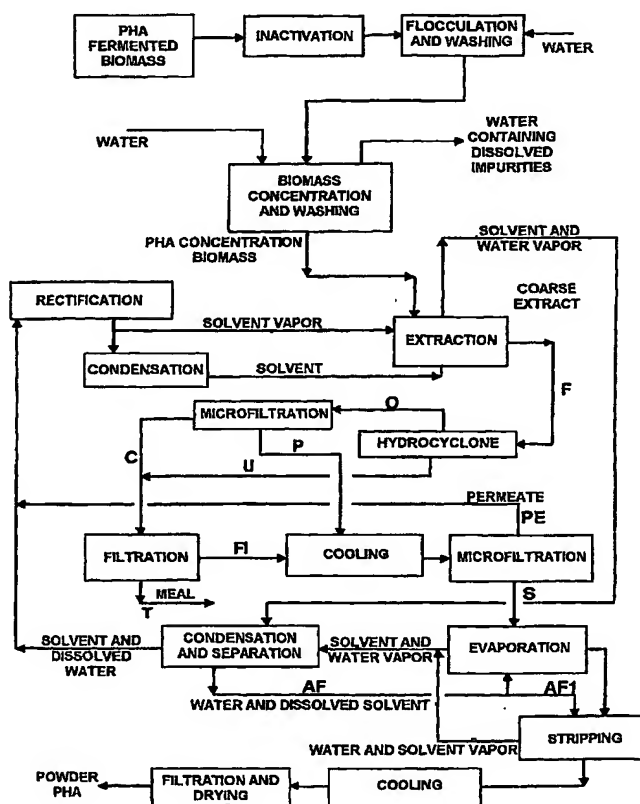 PHA
FERMENTED
BIOMASS
INACTIVATION
FLOCCULATION
AND WASHING
WATER
WATER
WATER
CONTAINING
DISSOLVED
IMPURITIES
BIOMASS
CONCENTRATION
AND WASHING
PHA CONCENTRATION
BIOMASS
SOLVENT AND
WATER VAPOR
COARSE
EXTRACT
RECTIFICATION
SOLVENT VAPOR
EXTRACTION
CONDENSATION
SOLVENT
F
MICROFILTRATION
O
HYDROCYCLONE
C
P
U
PERMEATE
PE
FILTRATION
FI
COOLING
MICROFILTRATION
MEAL
T
S
SOLVENT AND
DISSOLVED
WATER
CONDENSATION
AND SEPARATION
SOLVENT AND
WATER VAPOR
EVAPORATION
AF
WATER AND DISSOLVED SOLVENT
AF1
WATER AND SOLVENT VAPOR
STRIPPING
POWDER
PHA
FILTRATION AND
DRYING
COOLING